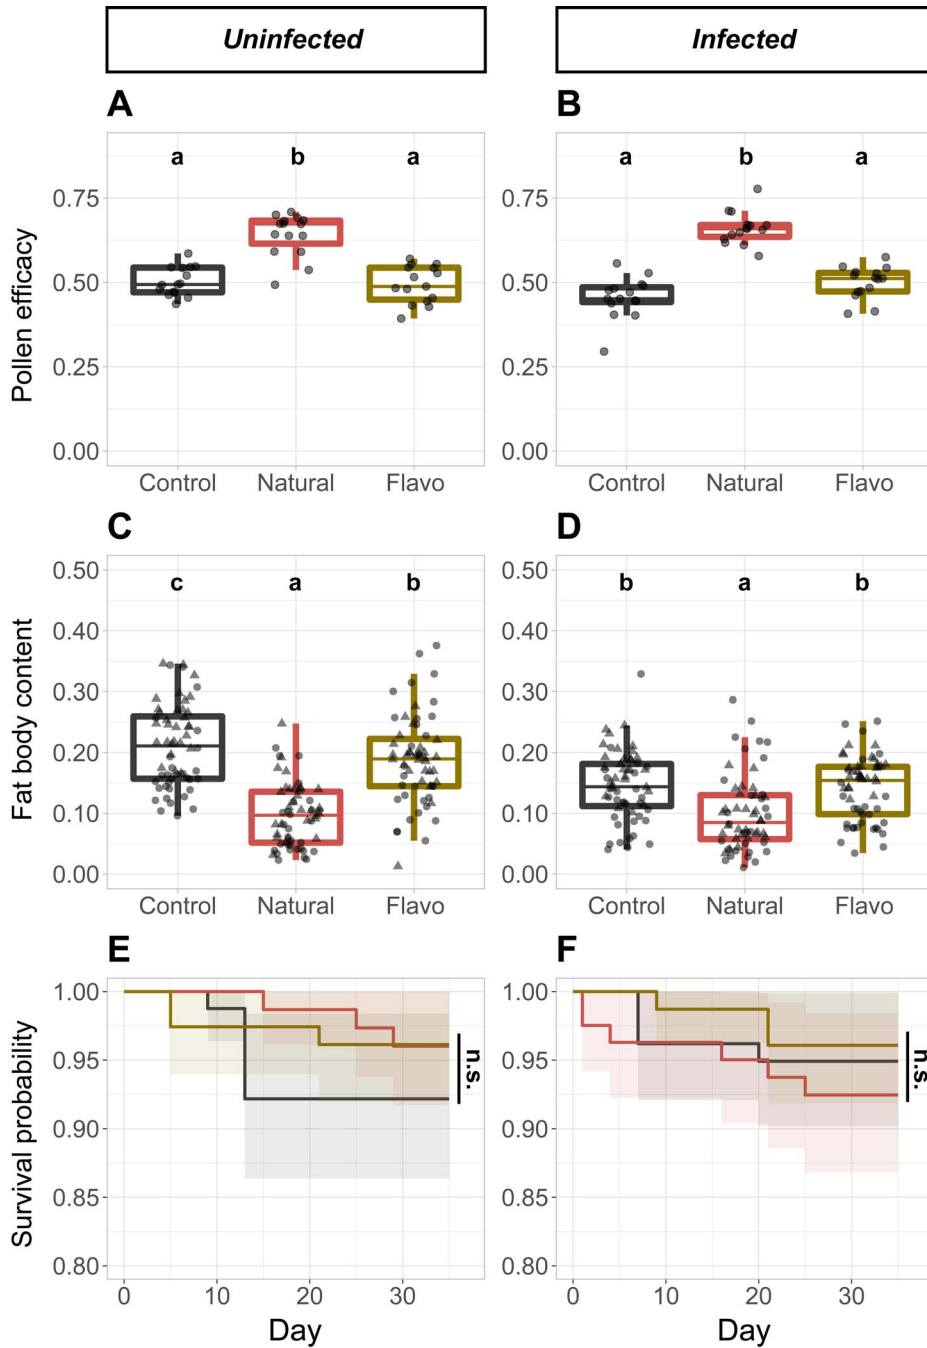 Uninfected
Infected
A
B
Pollen efficacy
0.75
0.50
0.25
0.00
a b a
Control Natural Flavo
0.75
0.50
0.25
0.00
a b a
Control Natural Flavo
C
D
Fat body content
0.50
0.40
0.30
0.20
0.10
0.00
c a b
Control Natural Flavo
0.50
0.40
0.30
0.20
0.10
0.00
b a b
Control Natural Flavo
E
F
Survival probability
1.00
0.95
0.90
0.85
0.80
n.s.
0 10 20 30
Day
1.00
0.95
0.90
0.85
0.80
n.s.
0 10 20 30
Day